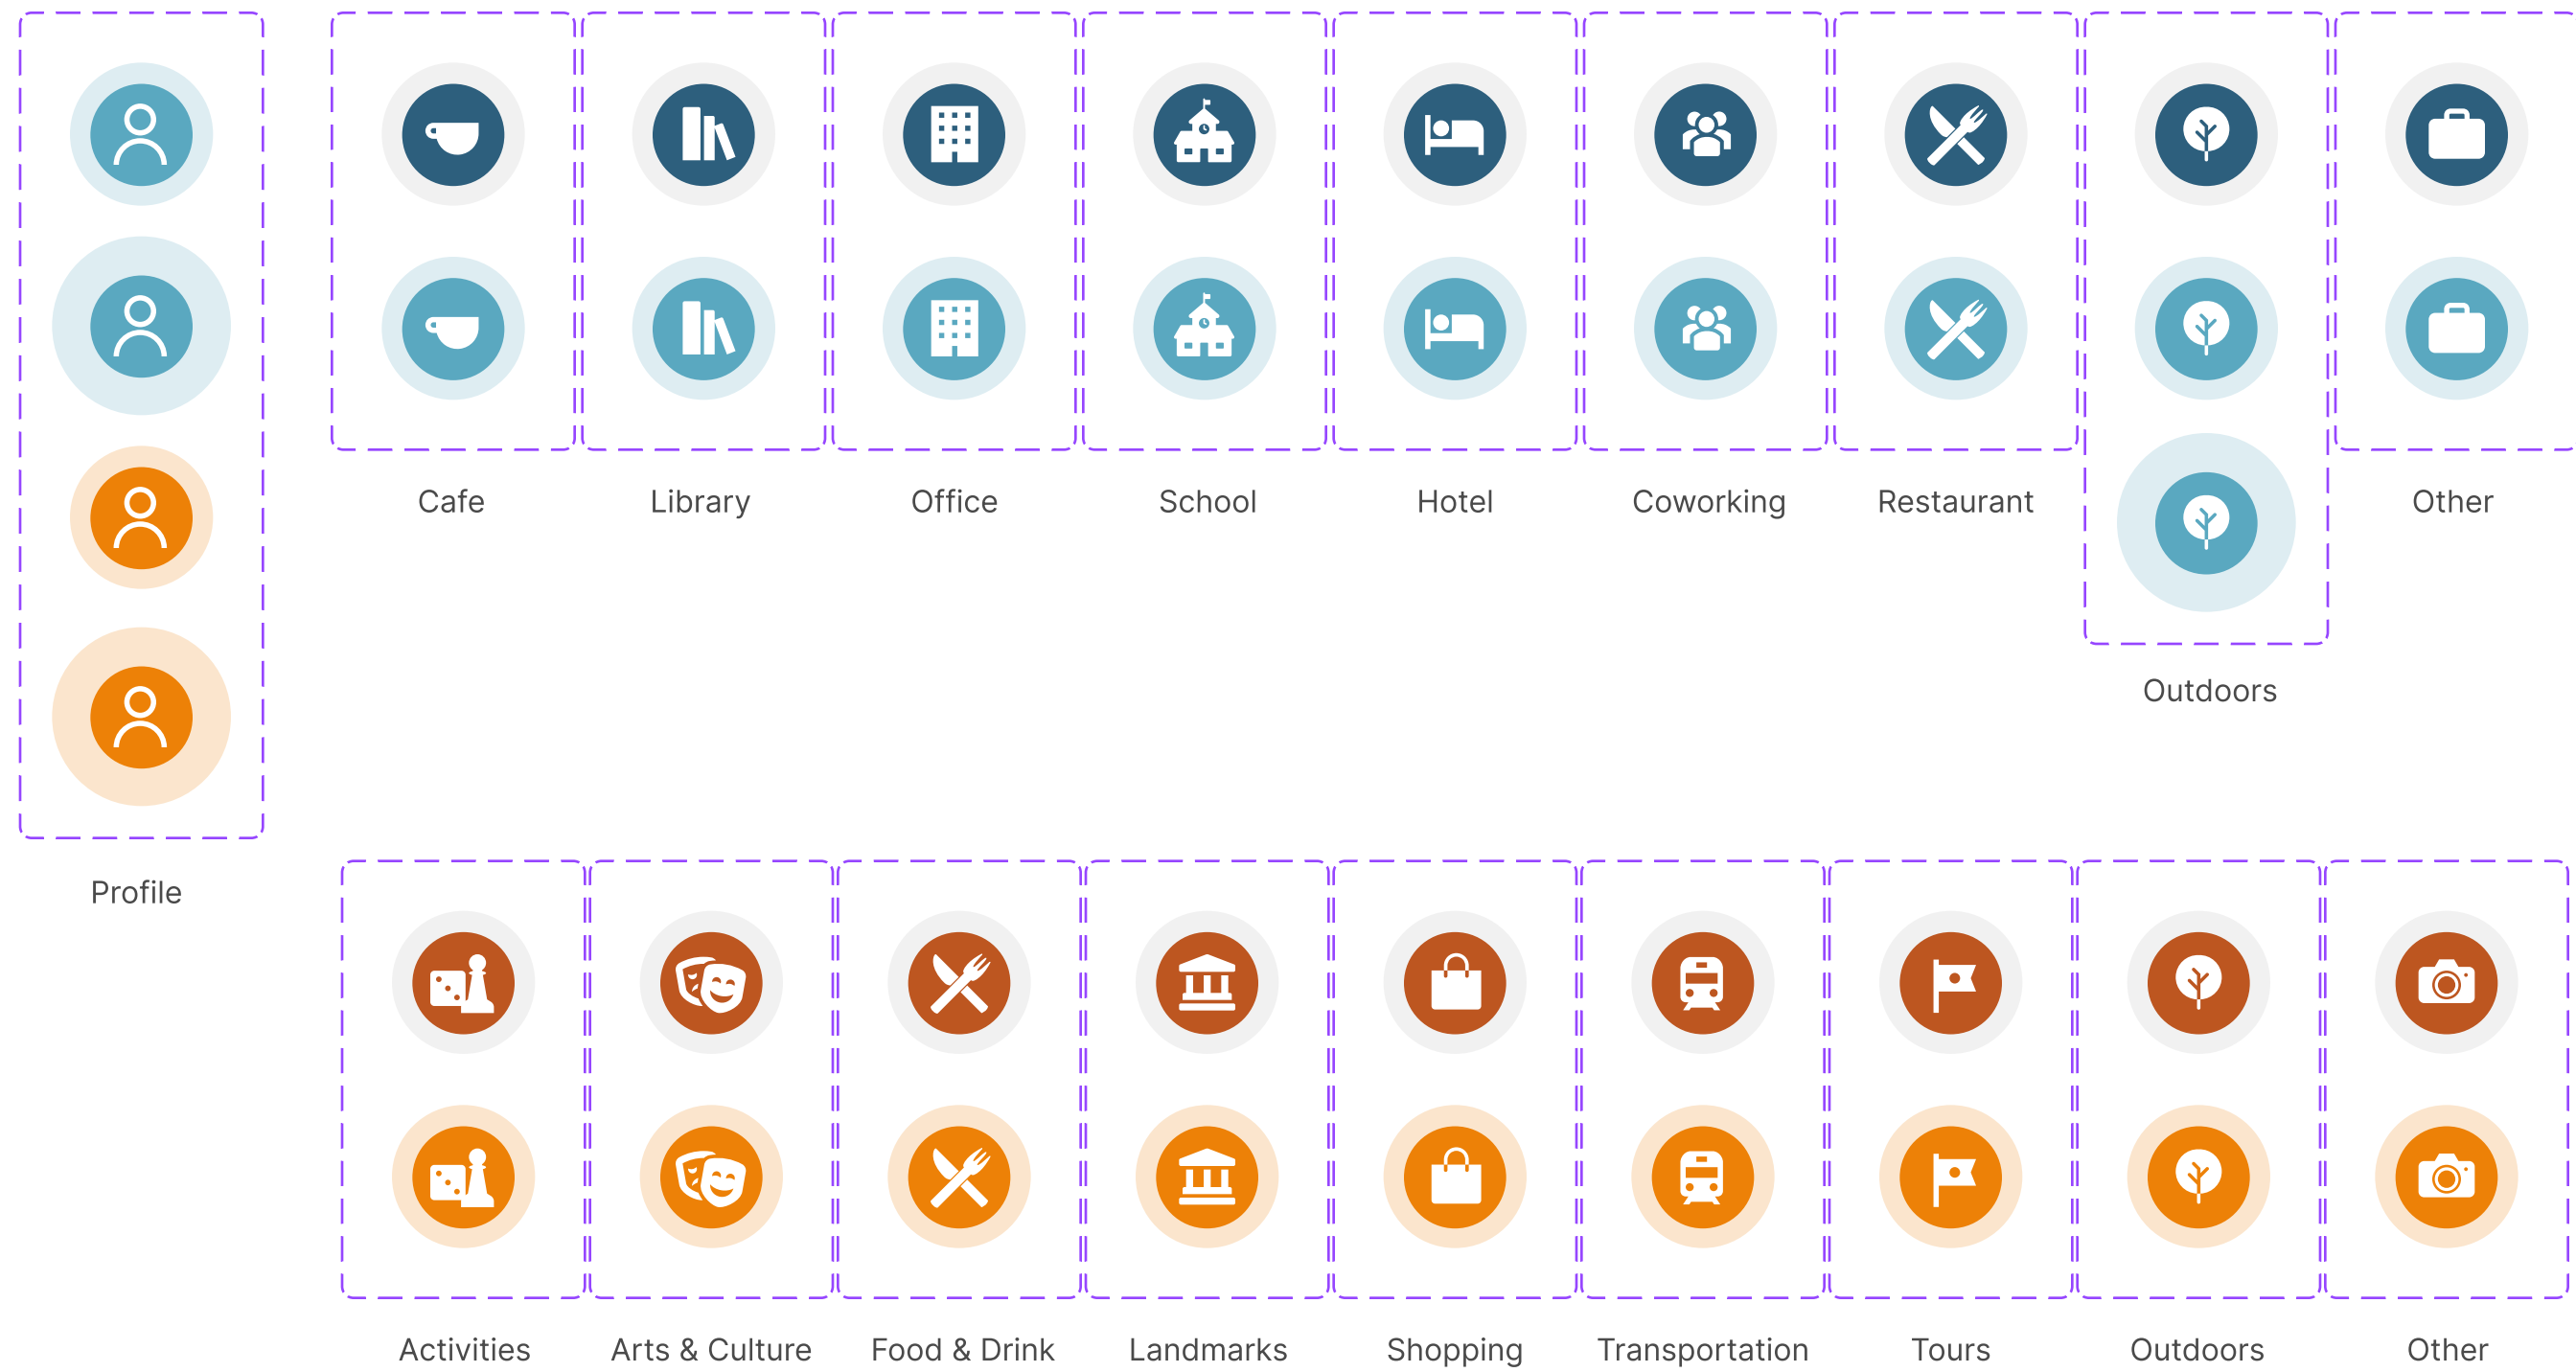 Cafe
Library
Office
School
Hotel
Coworking
Restaurant
Other
Outdoors
Profile
Activities
Arts & Culture
Food & Drink
Landmarks
Shopping
Transportation
Tours
Outdoors
Other